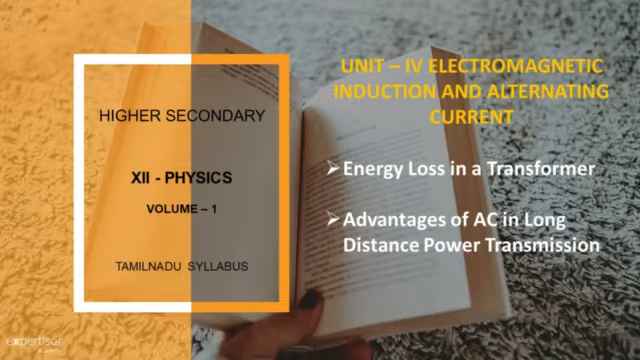 HIGHER SECONDARY
XII - PHYSICS
VOLUME – 1
TAMILNADU SYLLABUS
UNIT – IV ELECTROMAGNETIC
INDUCTION AND ALTERNATING
CURRENT
➢Energy Loss in a Transformer
➢Advantages of AC in Long
Distance Power Transmission
expertisor